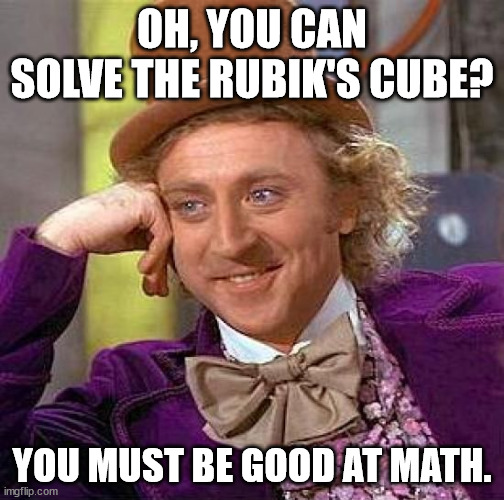 OH, YOU CAN
SOLVE THE RUBIK'S CUBE?
YOU MUST BE GOOD AT MATH.
imgflip.com